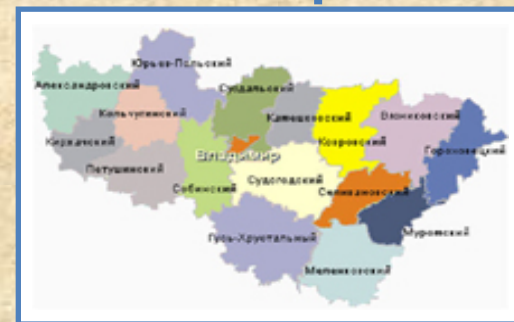 Юрьев-Польский
Александровский
Суздальский
Кольчугинский
Камешковский
Вязниковский
Киржачский
Ковровский
Гороховецкий
Владимир
Петушинский
Судогодский
Собинский
Селивановский
Гусь-Хрустальный
Муромский
Меленковский